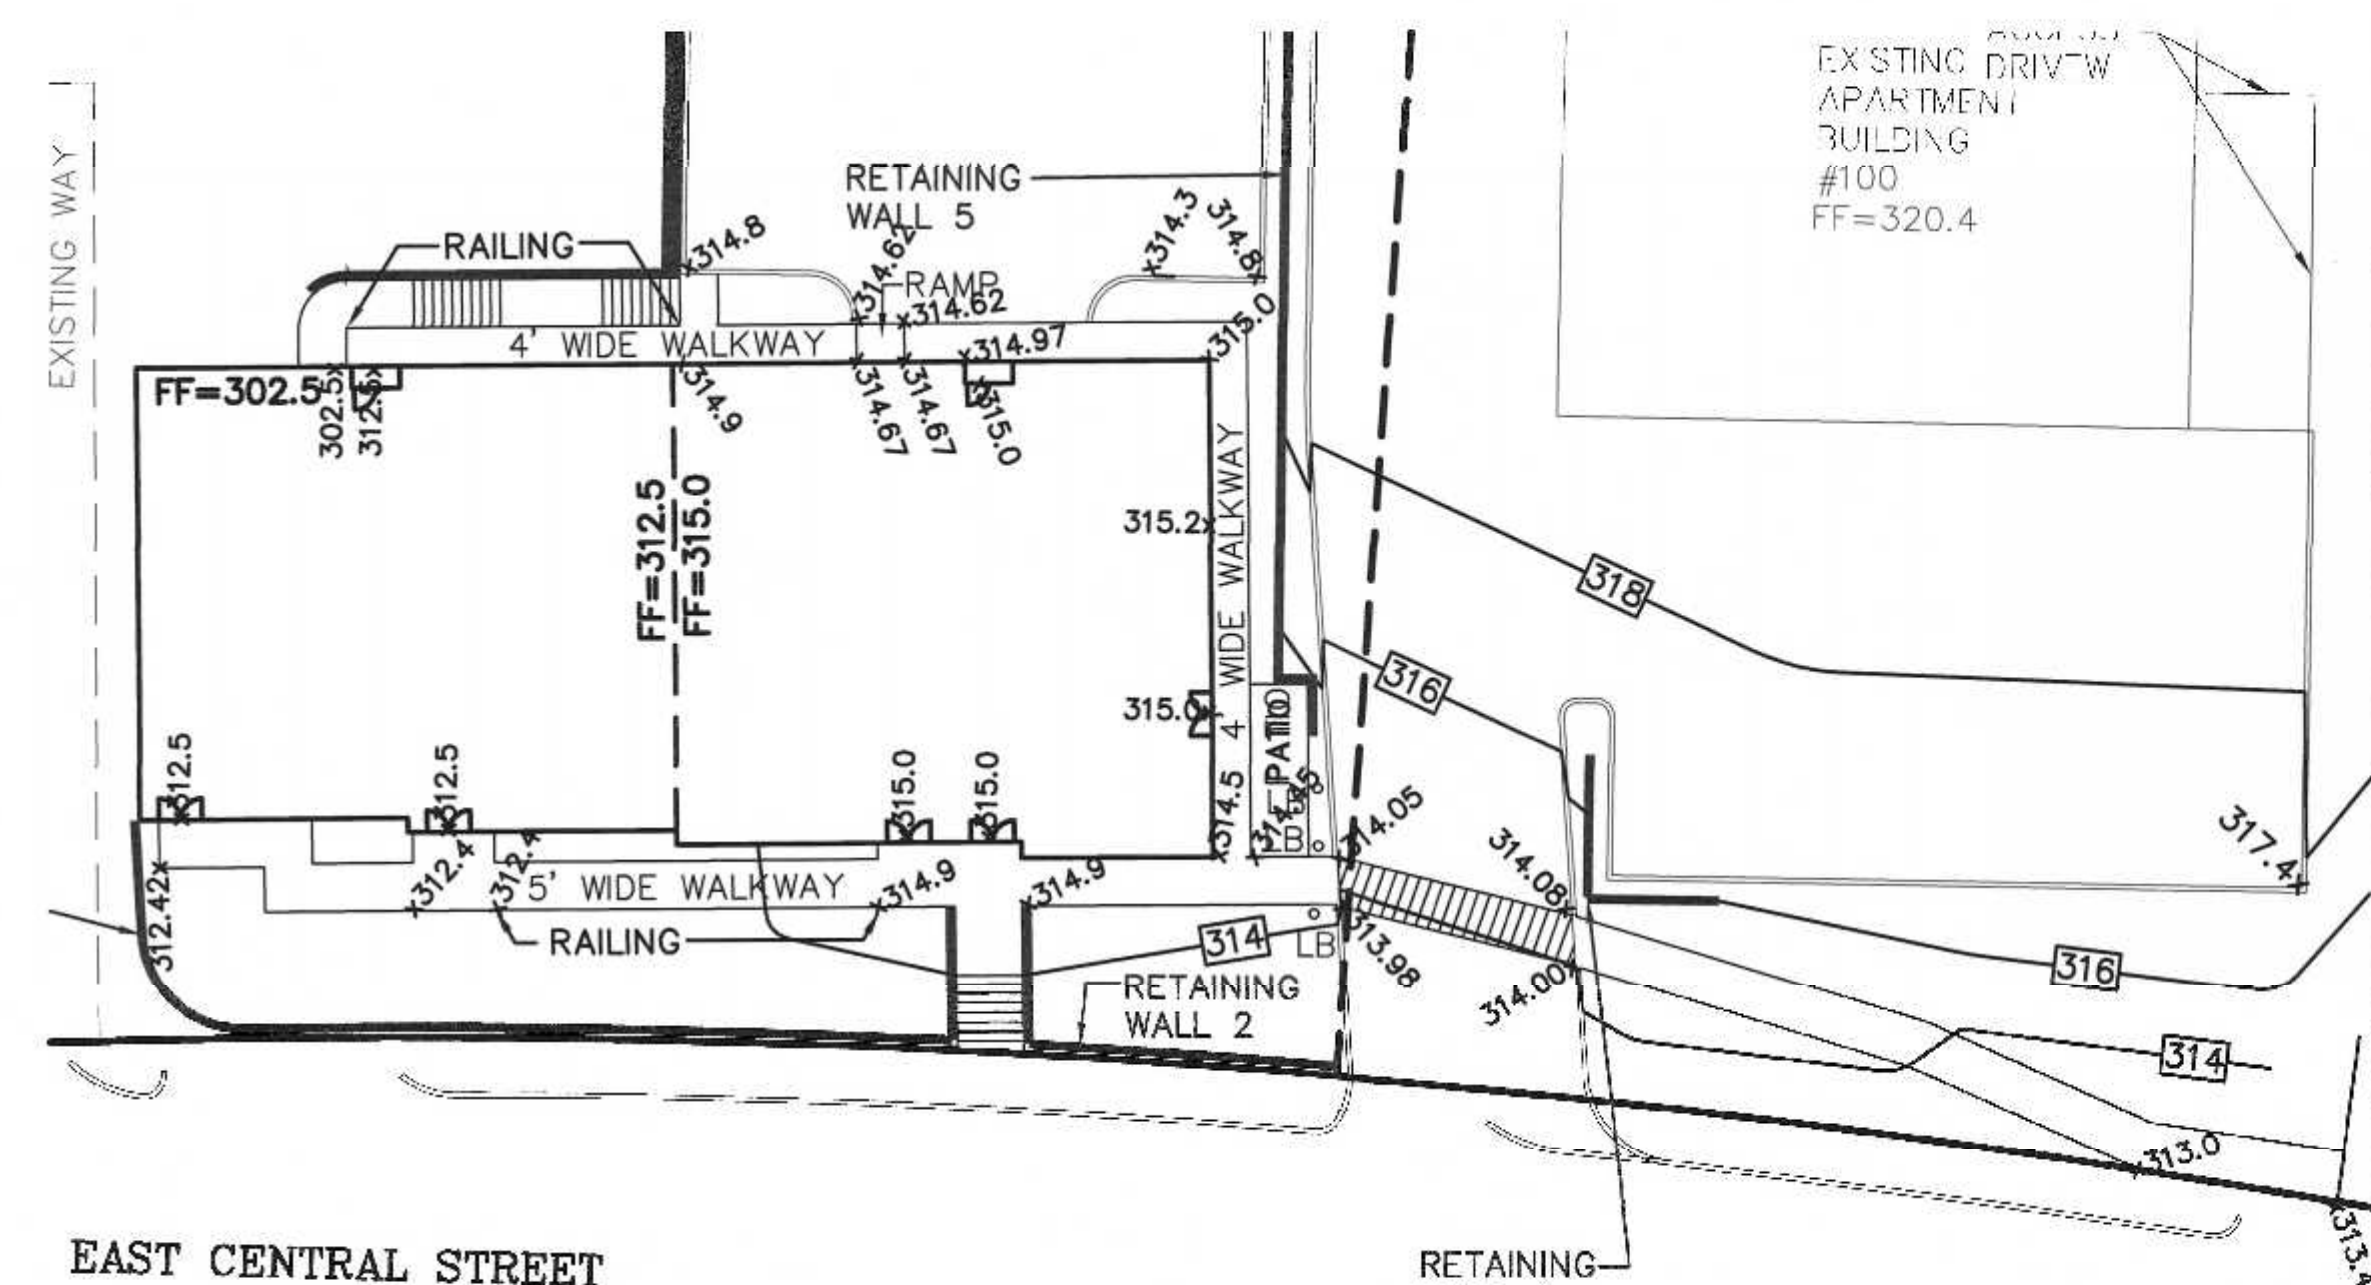 EXISTING DRIVEW
APARTMENT
BUILDING
#100
FF=320.4
EXISTING WAY
RETAINING
WALL 5
RAILING
314.8
314.62
RAMP
314.62
314.3
314.8
315.0
4' WIDE WALKWAY
314.97
FF=302.5
302.5
312.5
314.9
314.67
314.67
315.0
FF=312.5
FF=315.0
315.2
4' WIDE WALKWAY
318
316
315.0
PATIO
312.5
312.5
315.0
315.0
314.5
LB
314.05
314.08
317.4
312.42
312.4
312.4
5' WIDE WALKWAY
314.9
314.9
RAILING
314
LB
313.98
314.00
316
RETAINING
WALL 2
314
313.0
EAST CENTRAL STREET
RETAINING